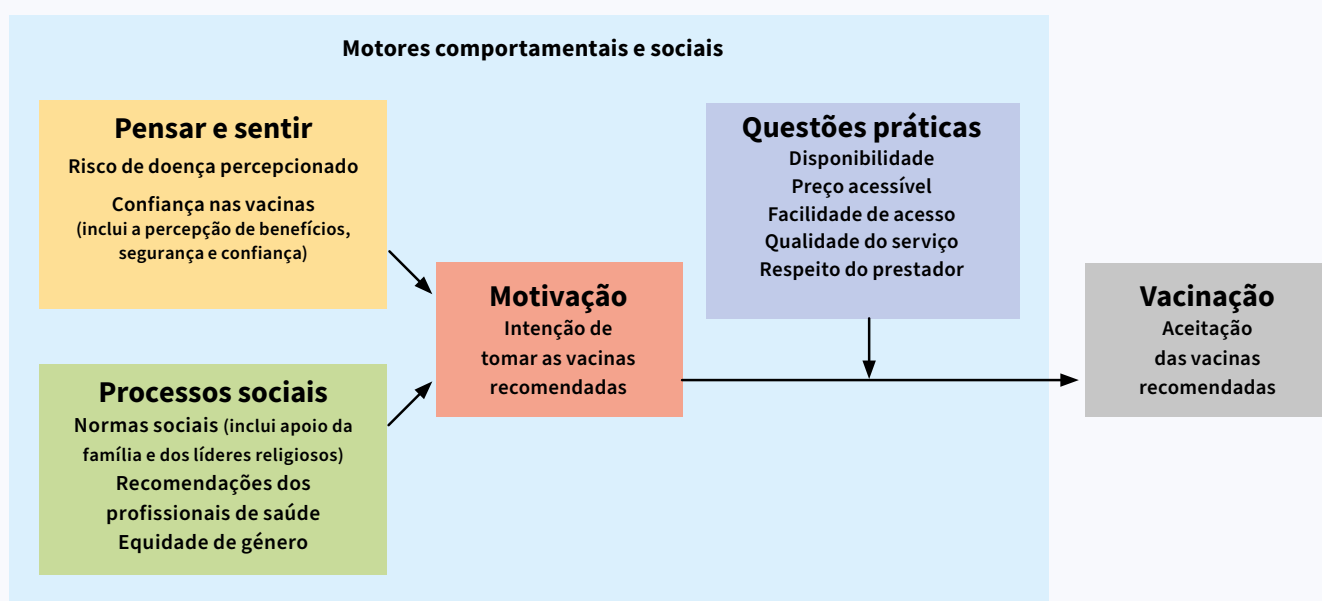 Motores comportamentais e sociais
Pensar e sentir
Risco de doença percepcionado
Confiança nas vacinas
(inclui a percepção de benefícios,
segurança e confiança)
Processos sociais
Normas sociais (inclui apoio da
família e dos líderes religiosos)
Recomendações dos
profissionais de saúde
Equidade de género
Motivação
Intenção de
tomar as vacinas
recomendadas
Questões práticas
Disponibilidade
Preço acessível
Facilidade de acesso
Qualidade do serviço
Respeito do prestador
Vacinação
Aceitação
das vacinas
recomendadas